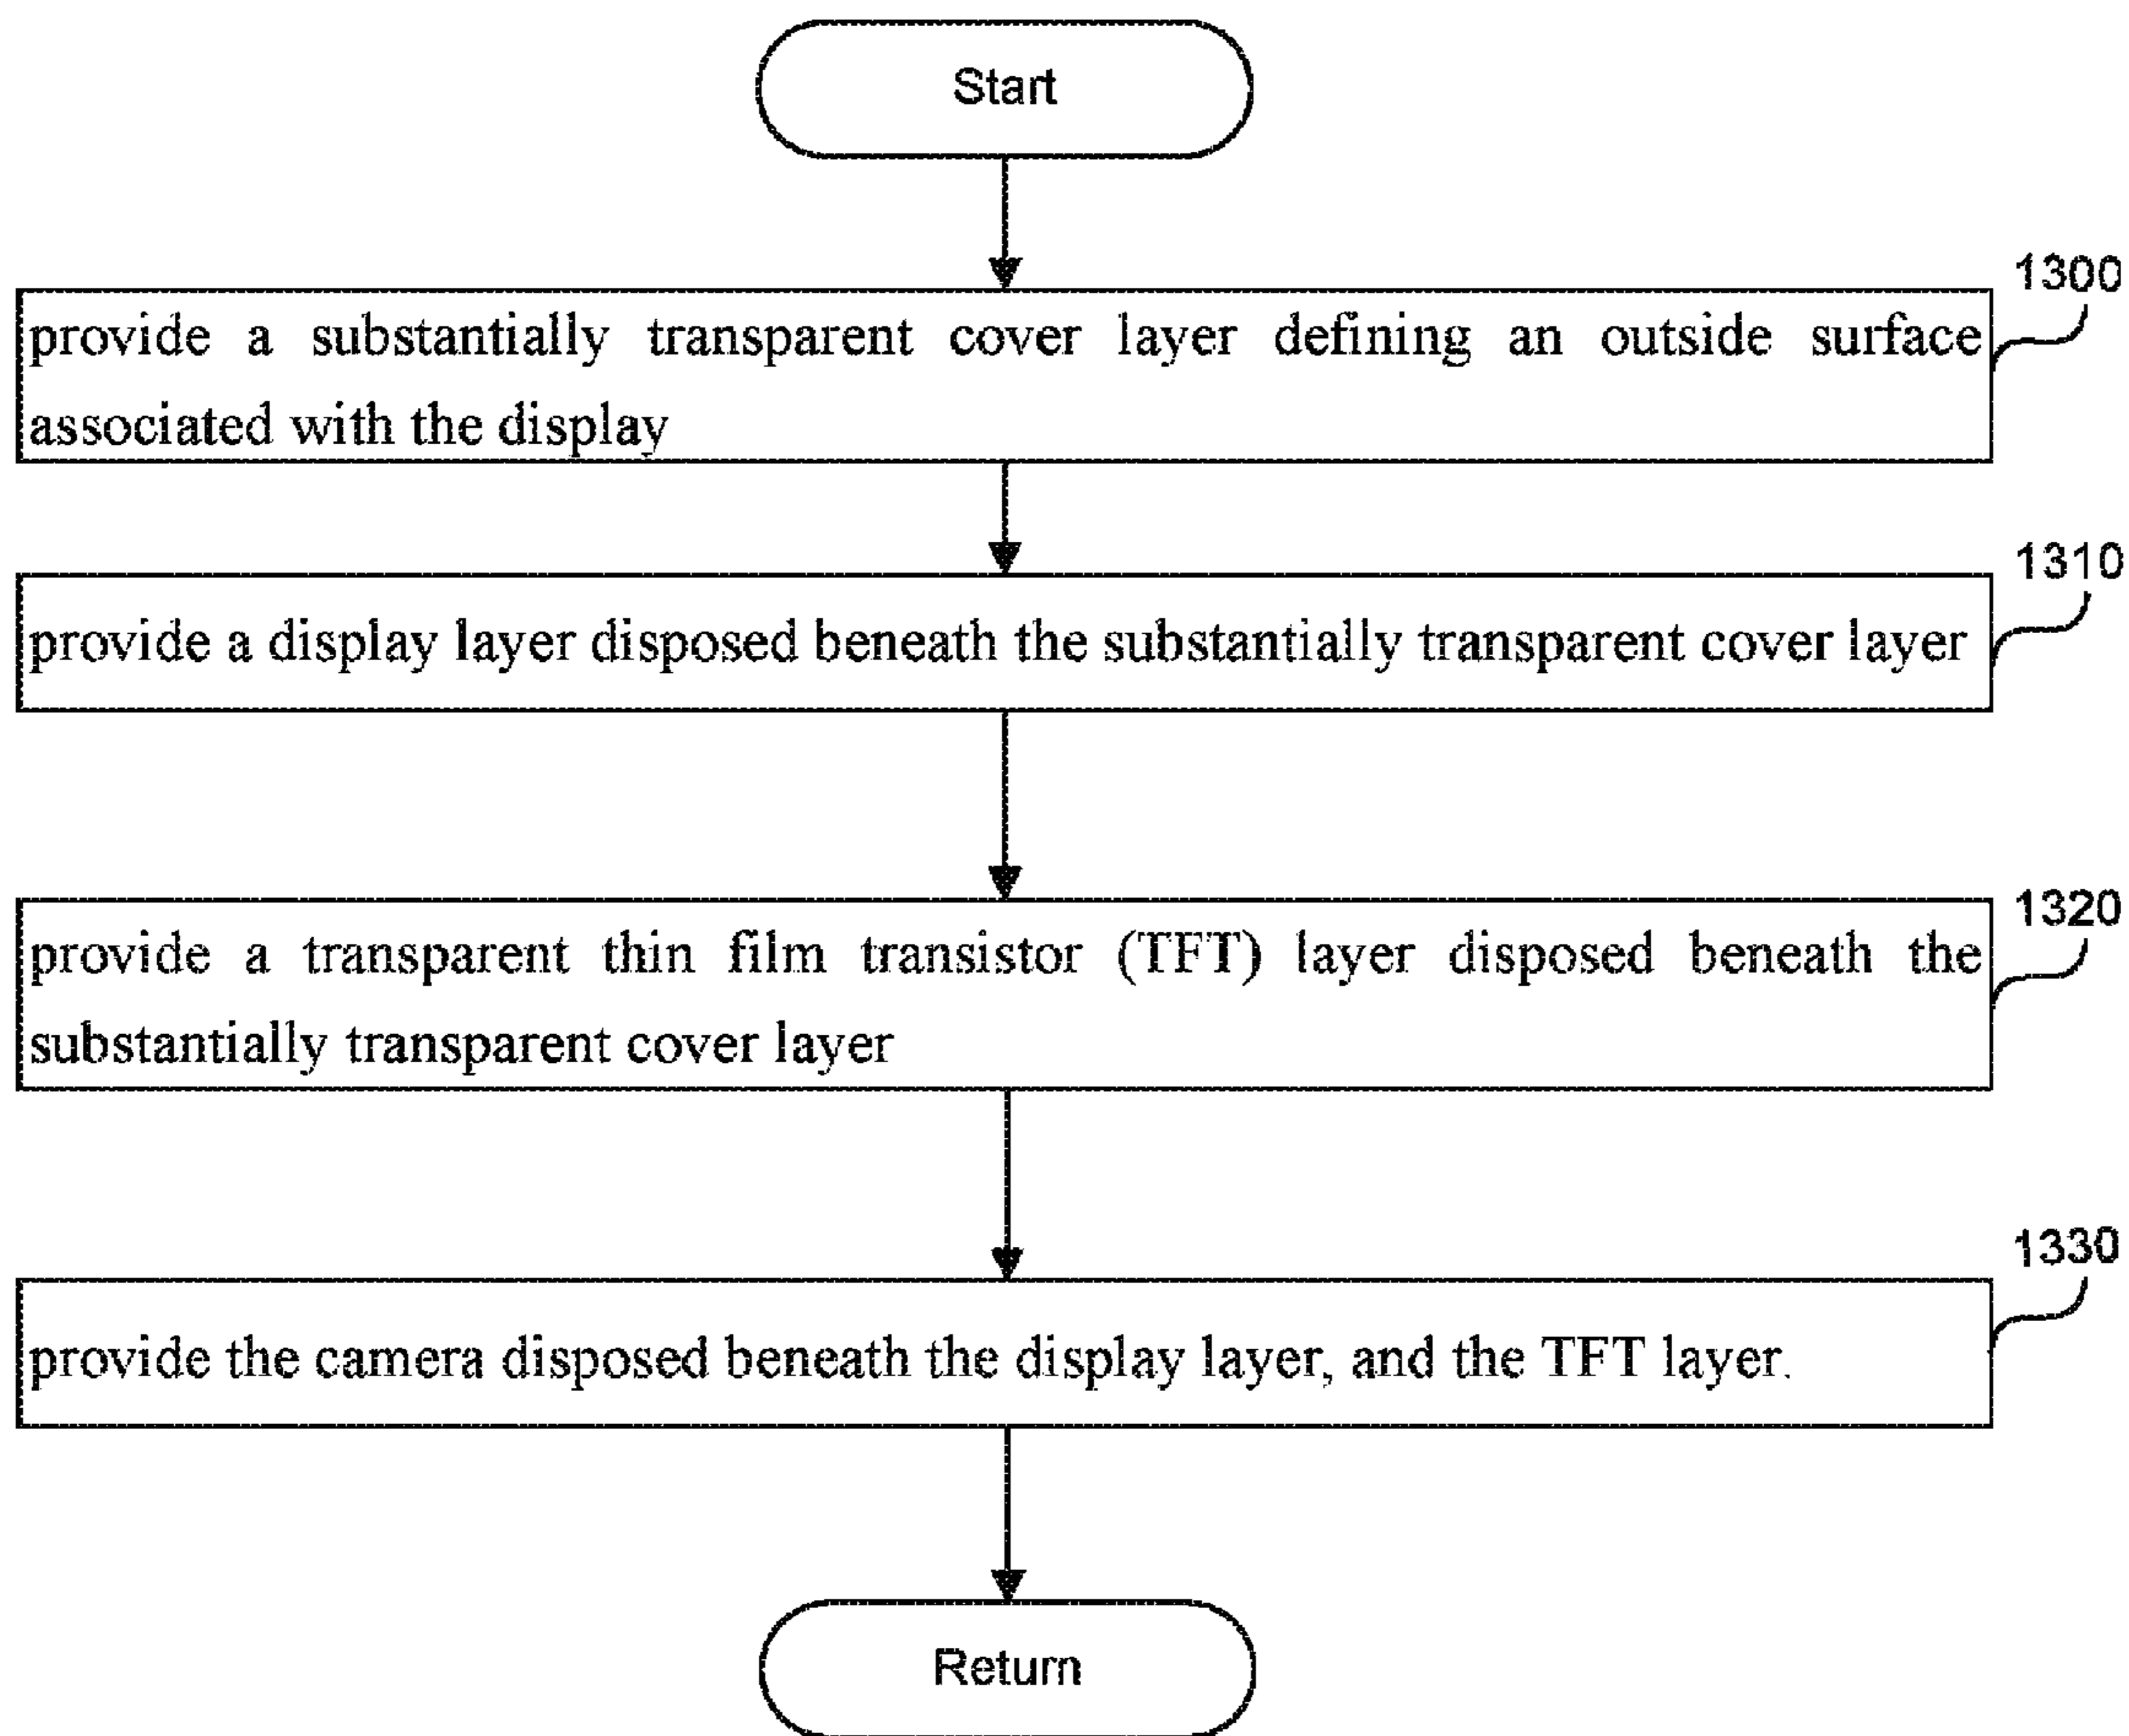 Start
1300
provide a substantially transparent cover layer defining an outside surface
associated with the display
1310
provide a display layer disposed beneath the substantially transparent cover layer
1320
provide a transparent thin film transistor (TFT) layer disposed beneath the
substantially transparent cover layer
1330
provide the camera disposed beneath the display layer, and the TFT layer.
Return